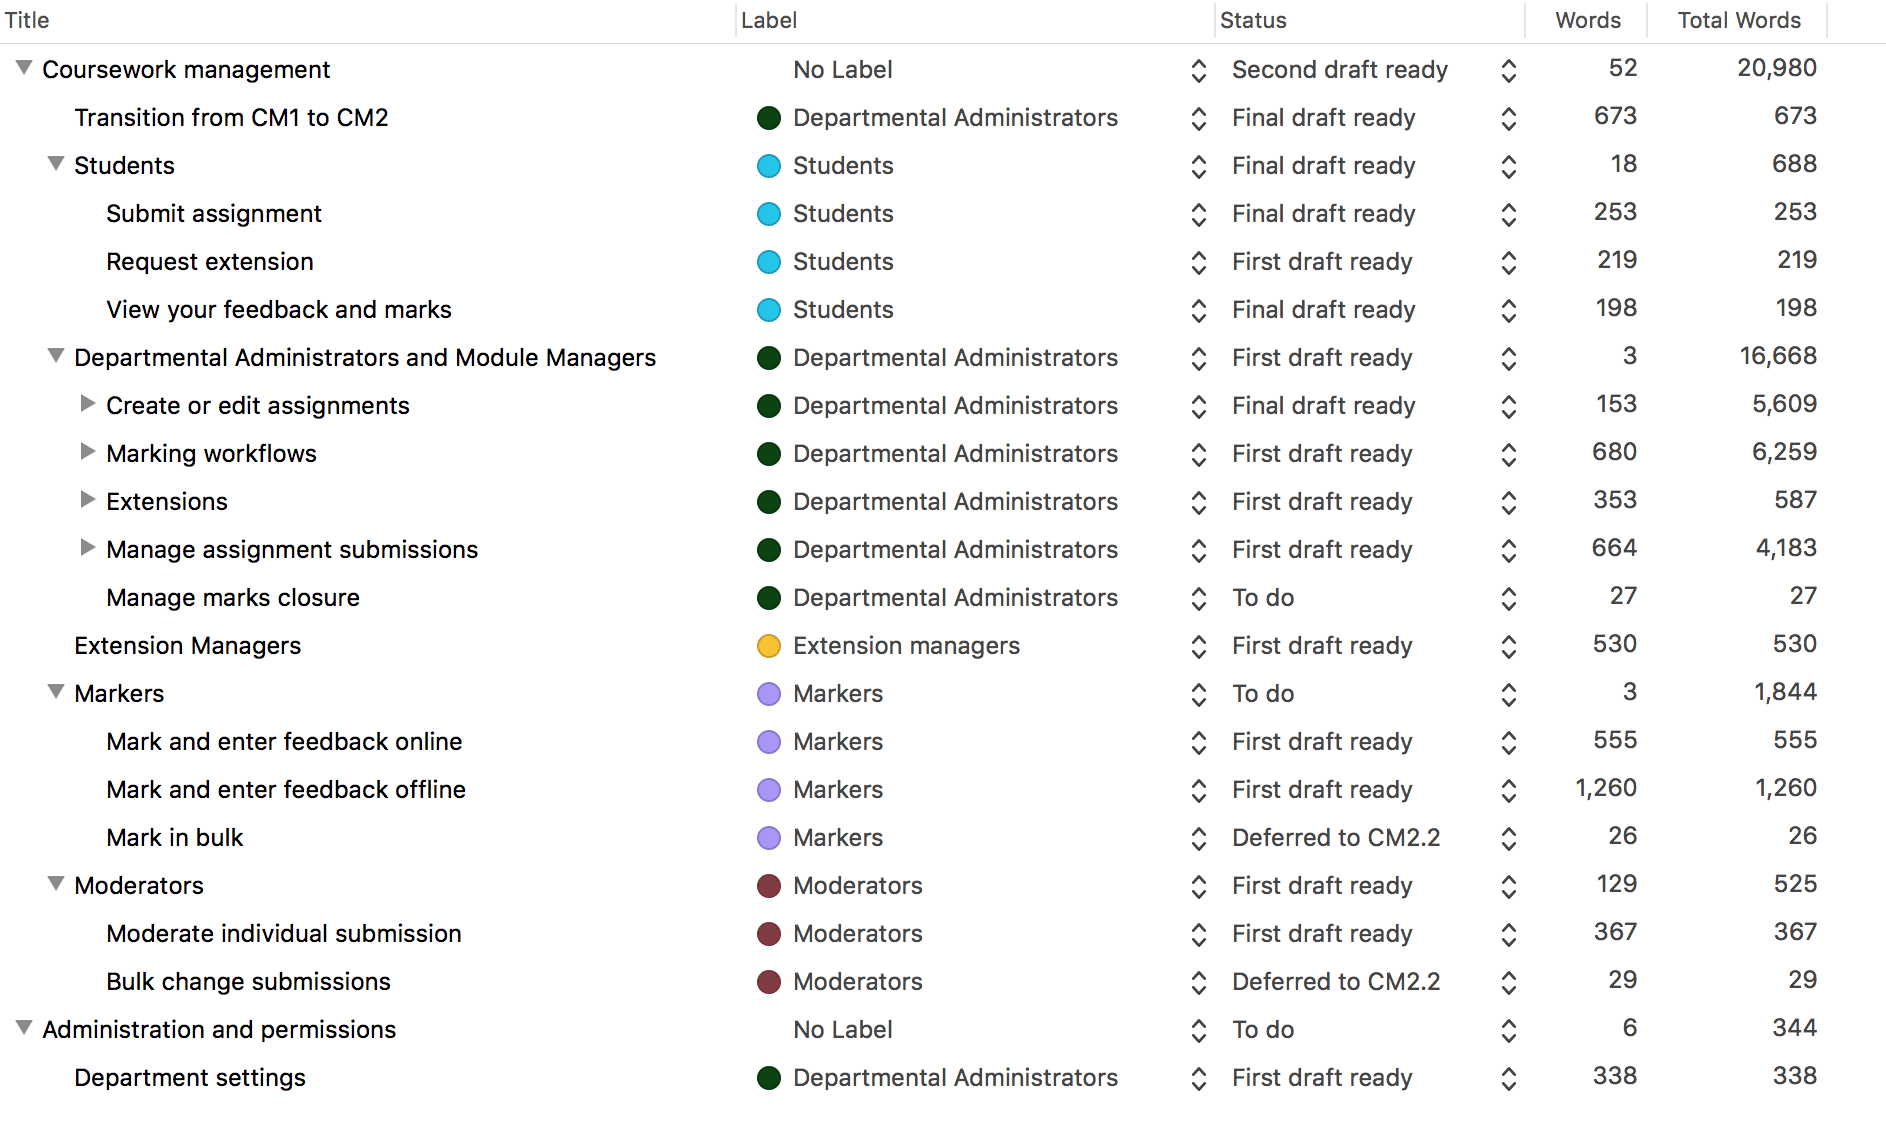 Title Label Status Words Total Words
Coursework management No Label Second draft ready 52 20,980
Transition from CM1 to CM2 Departmental Administrators Final draft ready 673 673
Students Students Final draft ready 18 688
Submit assignment Students Final draft ready 253 253
Request extension Students First draft ready 219 219
View your feedback and marks Students Final draft ready 198 198
Departmental Administrators and Module Managers Departmental Administrators First draft ready 3 16,668
Create or edit assignments Departmental Administrators Final draft ready 153 5,609
Marking workflows Departmental Administrators First draft ready 680 6,259
Extensions Departmental Administrators First draft ready 353 587
Manage assignment submissions Departmental Administrators First draft ready 664 4,183
Manage marks closure Departmental Administrators To do 27 27
Extension Managers Extension managers First draft ready 530 530
Markers Markers To do 3 1,844
Mark and enter feedback online Markers First draft ready 555 555
Mark and enter feedback offline Markers First draft ready 1,260 1,260
Mark in bulk Markers Deferred to CM2.2 26 26
Moderators Moderators First draft ready 129 525
Moderate individual submission Moderators First draft ready 367 367
Bulk change submissions Moderators Deferred to CM2.2 29 29
Administration and permissions No Label To do 6 344
Department settings Departmental Administrators First draft ready 338 338